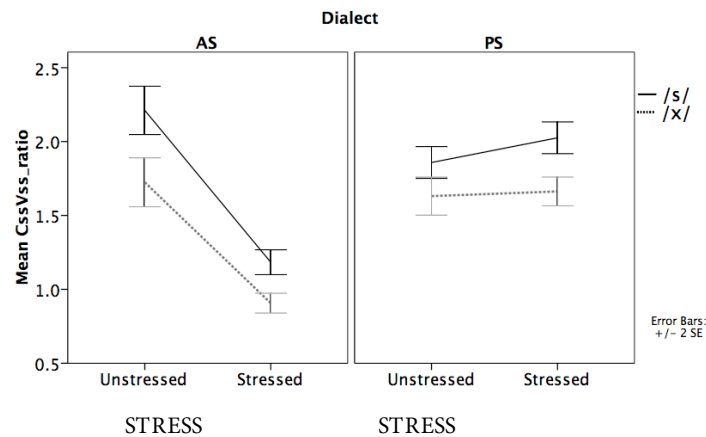 Dialect
AS PS
2.5
2.0
1.5
1.0
0.5
Mean CssVss_ratio
/s/
/x/
Error Bars:
+/- 2 SE
Unstressed Stressed Unstressed Stressed
STRESS STRESS